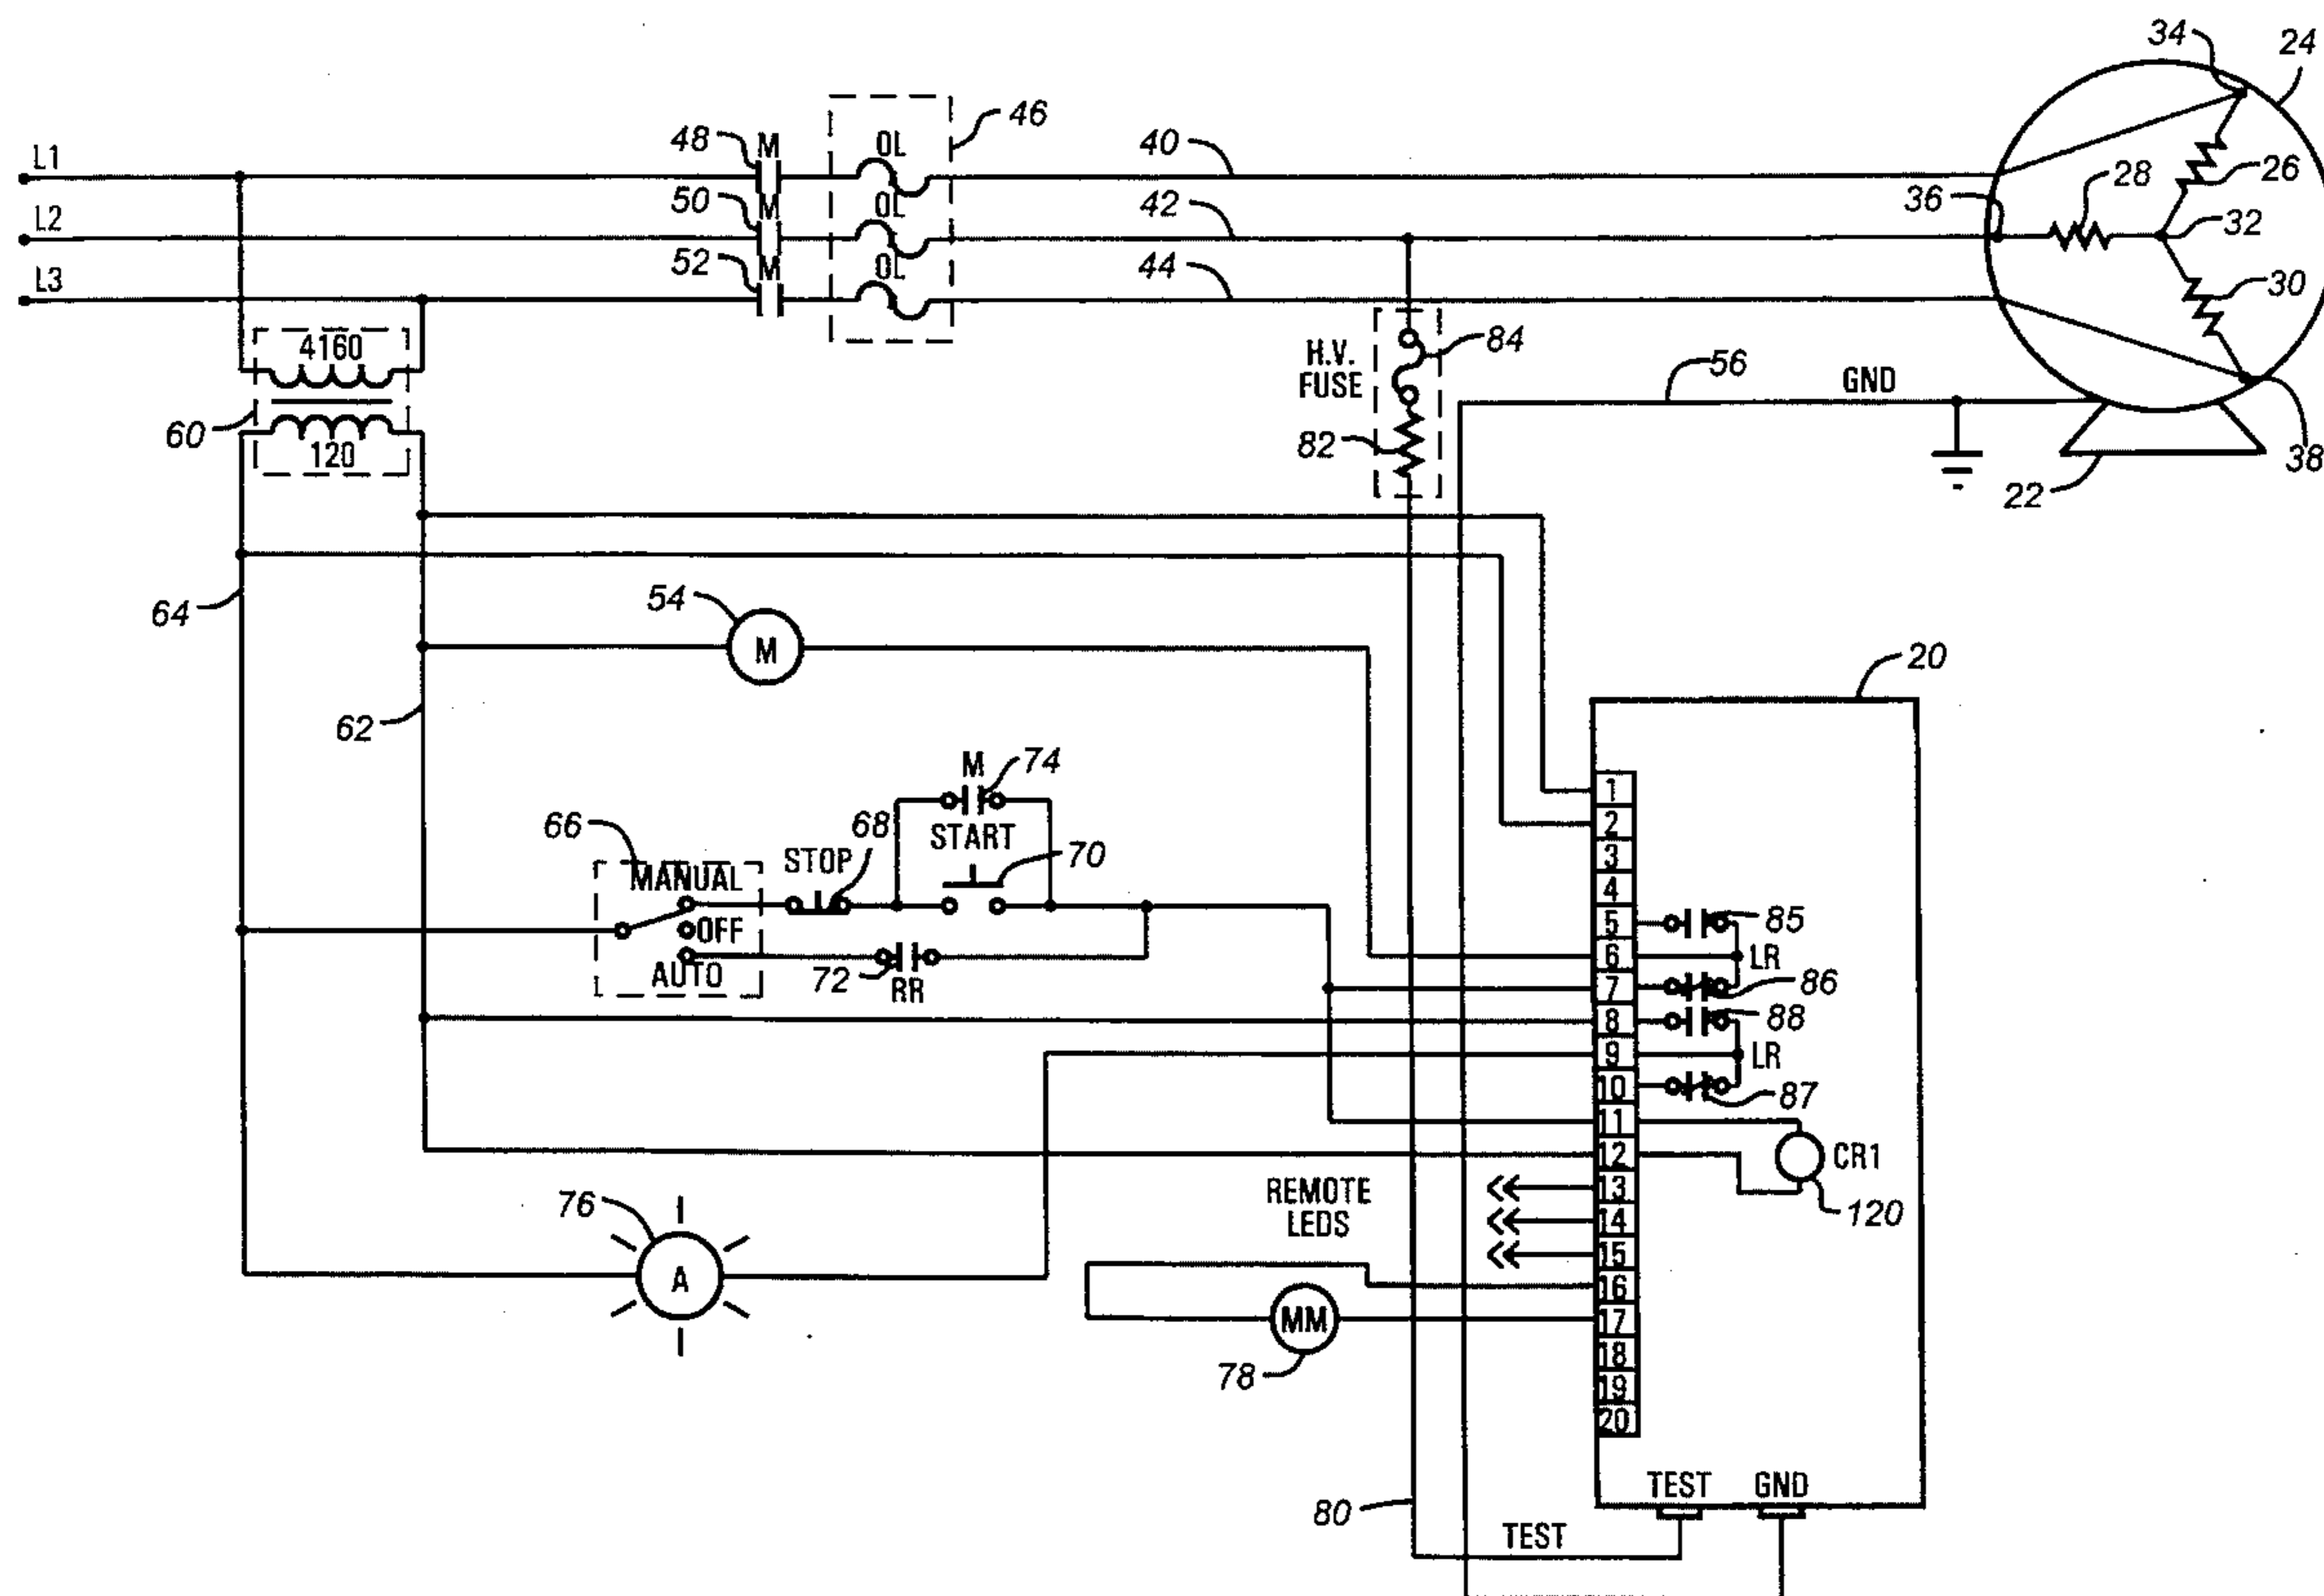 34
24
46
48
M
OL
40
L1
50
M
OL
42
36
28
26
L2
32
52
M
OL
44
L3
30
4160
H.V.
FUSE
84
56
GND
60
120
82
38
22
64
54
M
20
62
M
74
1
66
STOP
68
START
70
2
MANUAL
3
OFF
4
AUTO
72
RR
5
85
6
LR
7
86
8
88
9
LR
10
87
11
12
CR1
76
REMOTE
LEDS
13
120
14
A
15
16
MM
17
78
18
19
20
TEST
GND
80
TEST